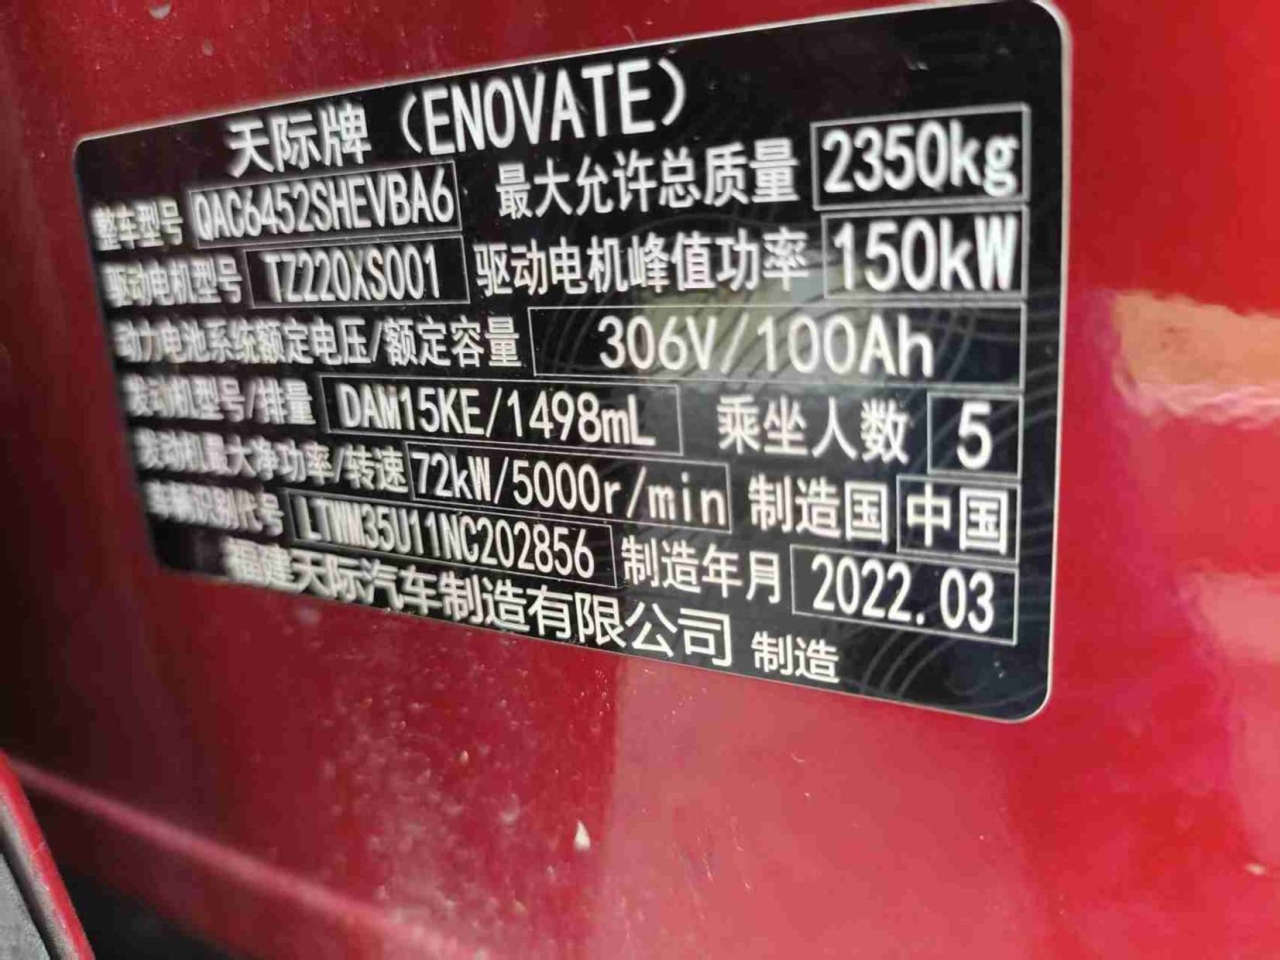 天际牌（ENOVATE）
整车型号 QAC6452SHEVBA6 最大允许总质量 2350kg
驱动电机型号 TZ220XS001 驱动电机峰值功率 150kW
动力电池系统额定电压/额定容量 306V/100Ah
发动机型号/排量 DAM15KE/1498mL 乘坐人数 5
发动机最大净功率/转速 72kW/5000r/min 制造国 中国
车辆识别代号 LTNM35U11NC202856 制造年月 2022.03
福建天际汽车制造有限公司 制造